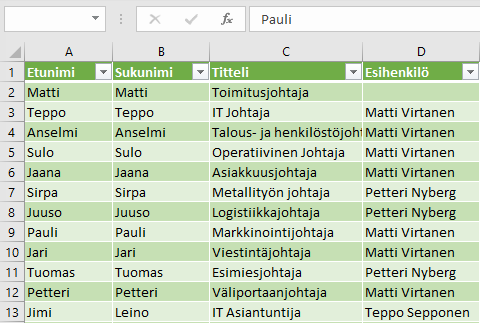 fx Pauli
A B C D
1 Etunimi Sukunimi Titteli Esihenkilö
2 Matti Matti Toimitusjohtaja
3 Teppo Teppo IT Johtaja Matti Virtanen
4 Anselmi Anselmi Talous- ja henkilöstöjoht Matti Virtanen
5 Sulo Sulo Operatiivinen Johtaja Matti Virtanen
6 Jaana Jaana Asiakkuusjohtaja Matti Virtanen
7 Sirpa Sirpa Metallityön johtaja Petteri Nyberg
8 Juuso Juuso Logistiikkajohtaja Petteri Nyberg
9 Pauli Pauli Markkinointijohtaja Matti Virtanen
10 Jari Jari Viestintäjohtaja Matti Virtanen
11 Tuomas Tuomas Esimiesjohtaja Petteri Nyberg
12 Petteri Petteri Väliportaanjohtaja Matti Virtanen
13 Jimi Leino IT Asiantuntija Teppo Sepponen